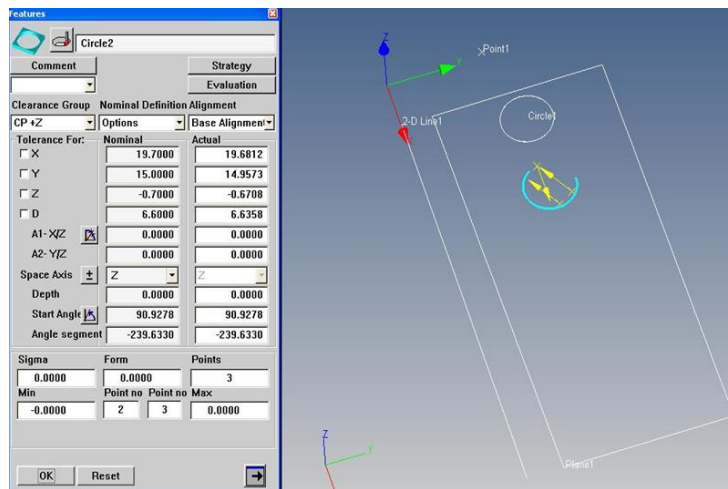 Features
Circle2
Comment
Strategy
Evaluation
Clearance Group Nominal Definition Alignment
CP +Z Options Base Alignment
Tolerance For: Nominal Actual
X 19.7000 19.6812
Y 15.0000 14.9573
Z -0.7000 -0.6708
D 6.6000 6.6358
A1- X/Z 0.0000 0.0000
A2- Y/Z 0.0000 0.0000
Space Axis ± Z Z
Depth 0.0000 0.0000
Start Angle 90.9278 90.9278
Angle segment -239.6330 -239.6330
Sigma Form Points
0.0000 0.0000 3
Min Point no Point no Max
-0.0000 2 3 0.0000
OK Reset
Z
Y
Point1
2-D Line1
X
Circle1
Plane1
Z
Y